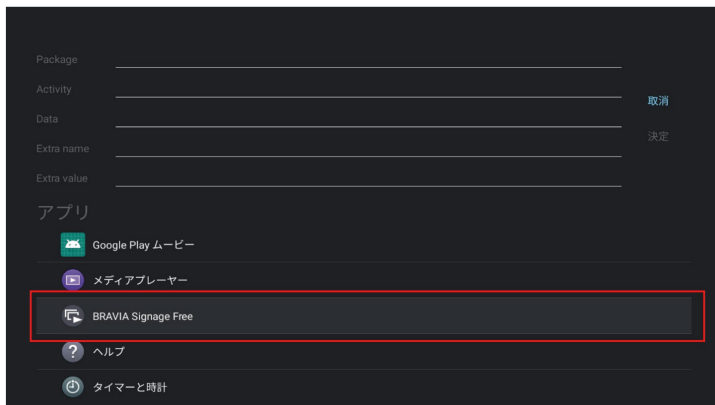 Package
Activity
取消
Data
決定
Extra name
Extra value
アプリ
Google Play ムービー
メディアプレーヤー
BRAVIA Signage Free
ヘルプ
タイマーと時計